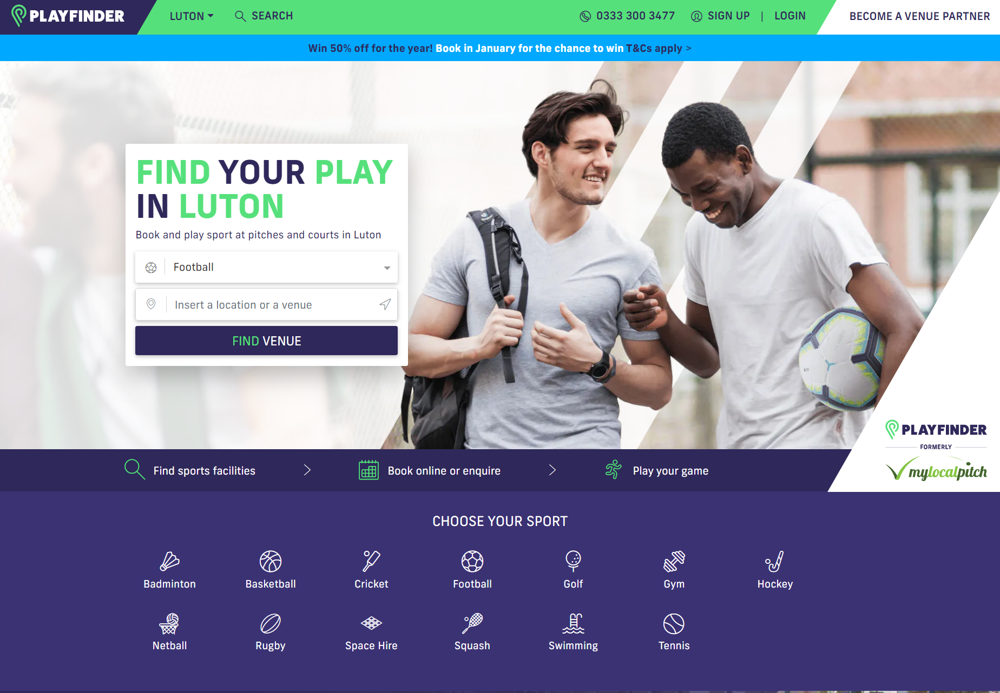 PLAYFINDER
LUTON
SEARCH
0333 300 3477
SIGN UP | LOGIN
BECOME A VENUE PARTNER
Win 50% off for the year! Book in January for the chance to win T&Cs apply >
FIND YOUR PLAY
IN LUTON
Book and play sport at pitches and courts in Luton
Football
Insert a location or a venue
FIND VENUE
PLAYFINDER
FORMERLY
mylocalpitch
Find sports facilities
Book online or enquire
Play your game
CHOOSE YOUR SPORT
Badminton
Basketball
Cricket
Football
Golf
Gym
Hockey
Netball
Rugby
Space Hire
Squash
Swimming
Tennis